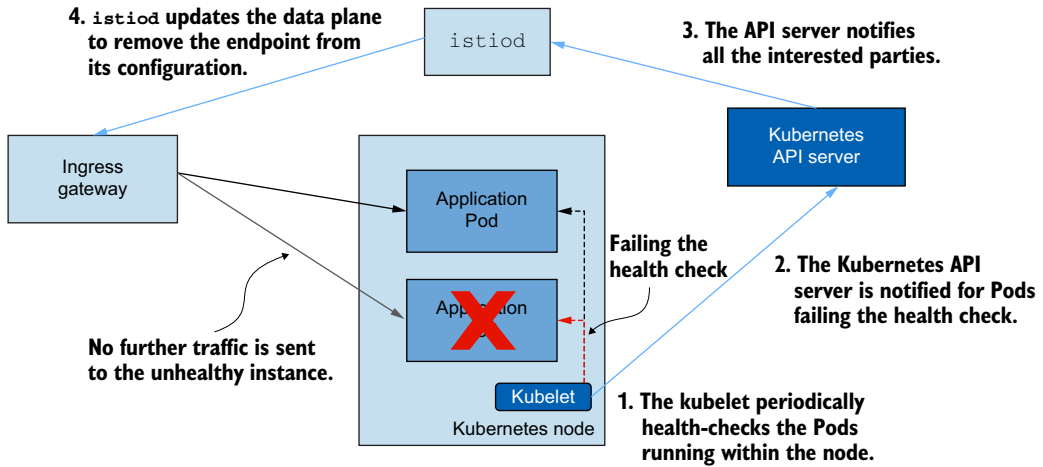 4. istiod updates the data plane
to remove the endpoint from
its configuration.
istiod
3. The API server notifies
all the interested parties.
Ingress
gateway
Kubernetes
API server
Application
Pod
Failing the
health check
2. The Kubernetes API
server is notified for Pods
failing the health check.
Application
No further traffic is sent
to the unhealthy instance.
Kubelet
Kubernetes node
1. The kubelet periodically
health-checks the Pods
running within the node.